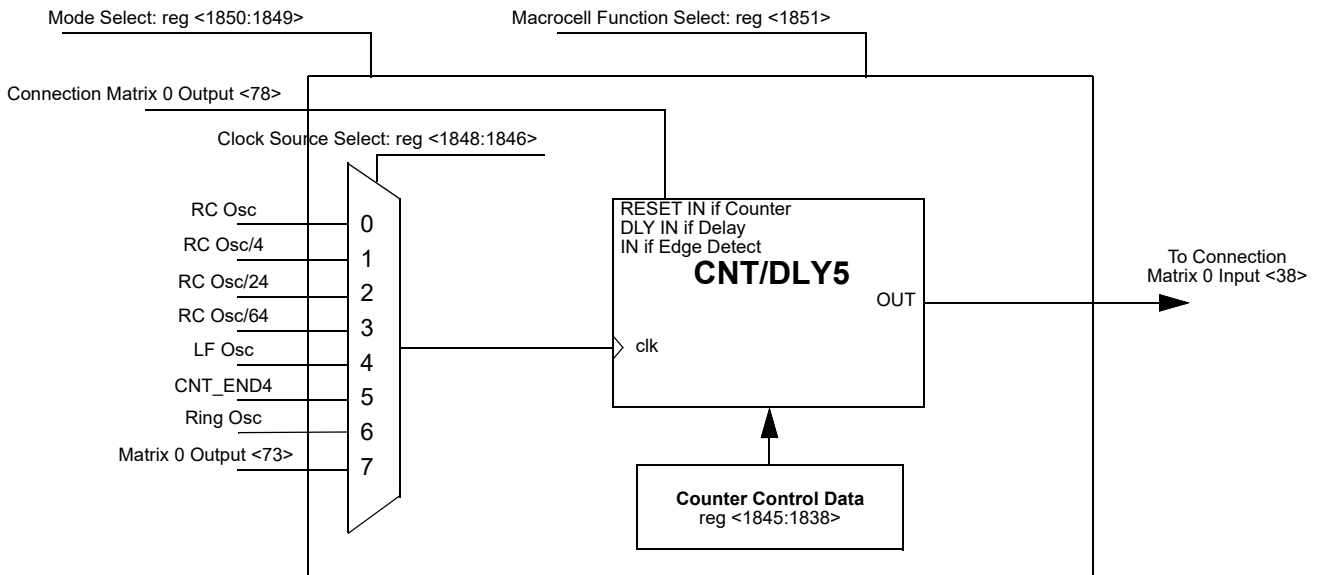 Mode Select: reg <1850:1849>
Macrocell Function Select: reg <1851>
Connection Matrix 0 Output <78>
Clock Source Select: reg <1848:1846>
RC Osc
0
RC Osc/4
1
RC Osc/24
2
RC Osc/64
3
LF Osc
4
CNT_END4
5
Ring Osc
6
Matrix 0 Output <73>
7
RESET IN if Counter
DLY IN if Delay
IN if Edge Detect
CNT/DLY5
OUT
clk
To Connection
Matrix 0 Input <38>
Counter Control Data
reg <1845:1838>